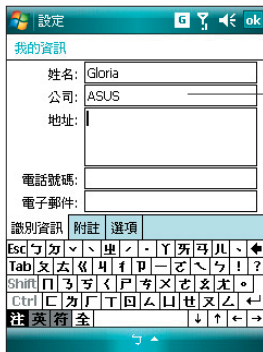 設定 G ok
我的資訊
姓名: Gloria
公司: ASUS
地址:
電話號碼:
電子郵件:
識別資訊 附註 選項
Esc ㄅ ㄉ ˇ ˋ ㄓ ˊ ˙ ㄚ ㄞ ㄢ ㄦ 、
Tab ㄆ ㄊ ㄍ ㄐ ㄔ ㄗ ㄧ ㄛ ㄟ ㄣ ! ?
Shift ㄇ ㄋ ㄎ ㄑ ㄕ ㄘ ㄨ ㄜ ㄠ ㄤ 。
Ctrl ㄈ ㄌ ㄏ ㄒ ㄖ ㄙ ㄩ ㄝ ㄡ ㄥ ↵
注 英 符 全 ↓ ↑ ← →
ㄅ